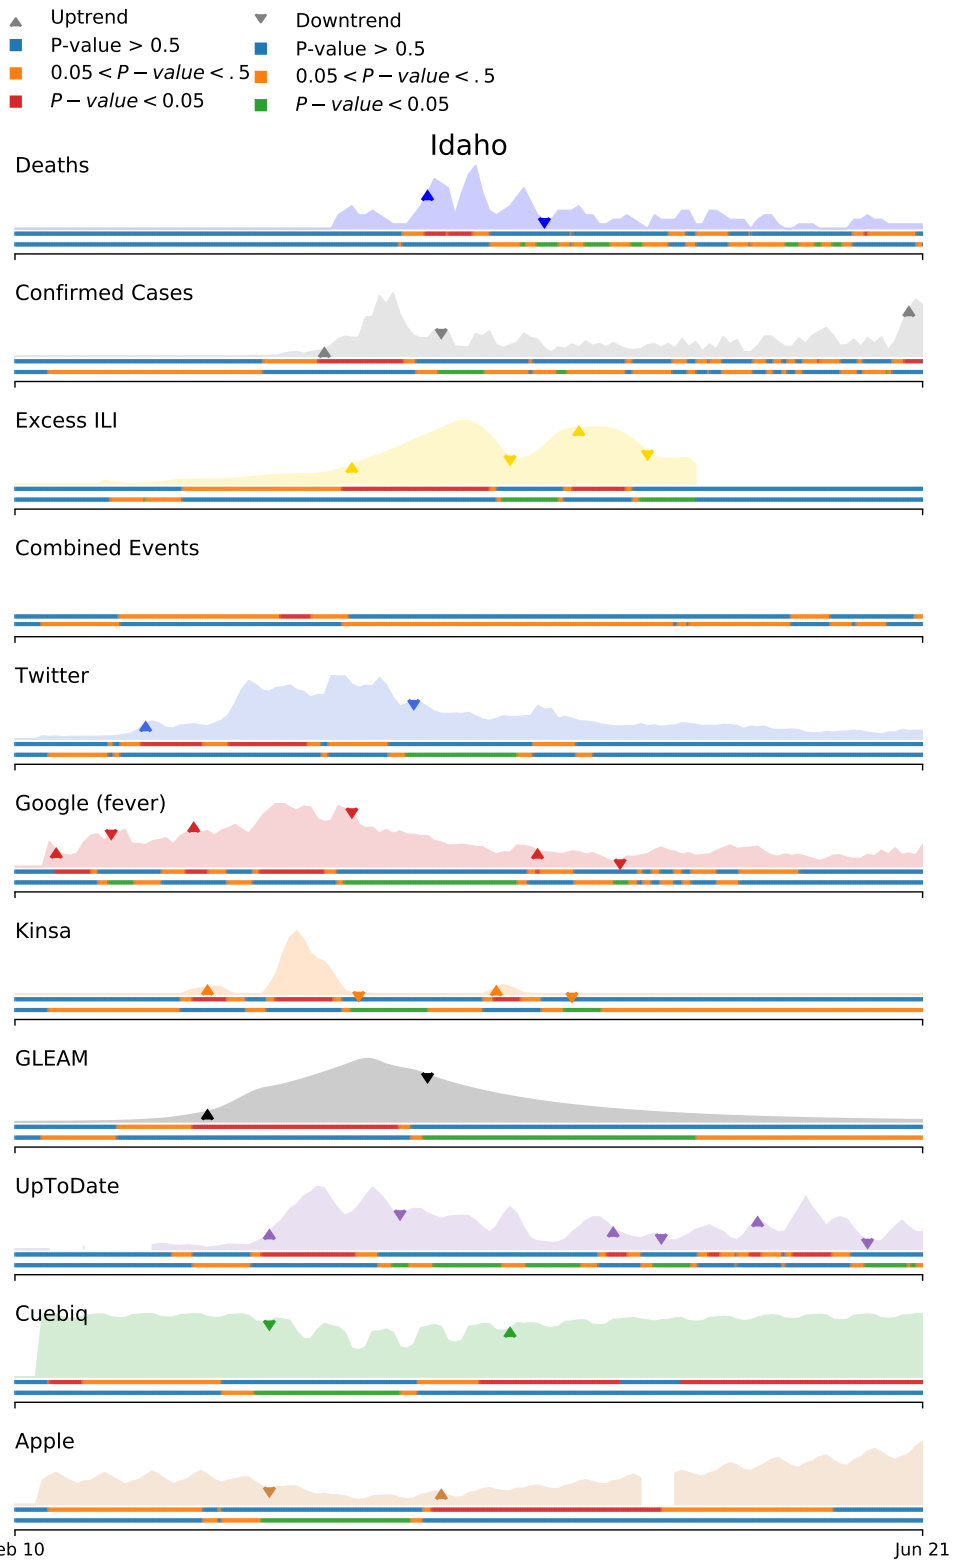 Uptrend
P-value > 0.5
0.05 < P − value < .5
P − value < 0.05
Downtrend
P-value > 0.5
0.05 < P − value < .5
P − value < 0.05
Idaho
Deaths
Confirmed Cases
Excess ILI
Combined Events
Twitter
Google (fever)
Kinsa
GLEAM
UpToDate
Cuebiq
Apple
eb 10
Jun 21